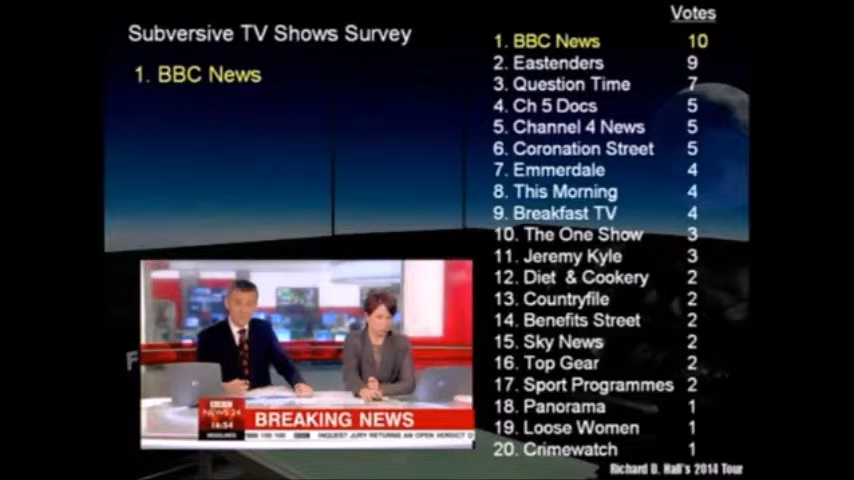 Votes
Subversive TV Shows Survey
1. BBC News
1. BBC News 10
2. Eastenders 9
3. Question Time 7
4. Ch 5 Docs 5
5. Channel 4 News 5
6. Coronation Street 5
7. Emmerdale 4
8. This Morning 4
9. Breakfast TV 4
10. The One Show 3
11. Jeremy Kyle 3
12. Diet & Cookery 2
13. Countryfile 2
14. Benefits Street 2
15. Sky News 2
16. Top Gear 2
17. Sport Programmes 2
18. Panorama 1
19. Loose Women 1
20. Crimewatch 1
BBC
NEWS 24
16:54
HEADLINES
BREAKING NEWS
BBC INQUEST JURY RETURNS AN OPEN VERDICT O
Richard D. Hall's 2014 Tour